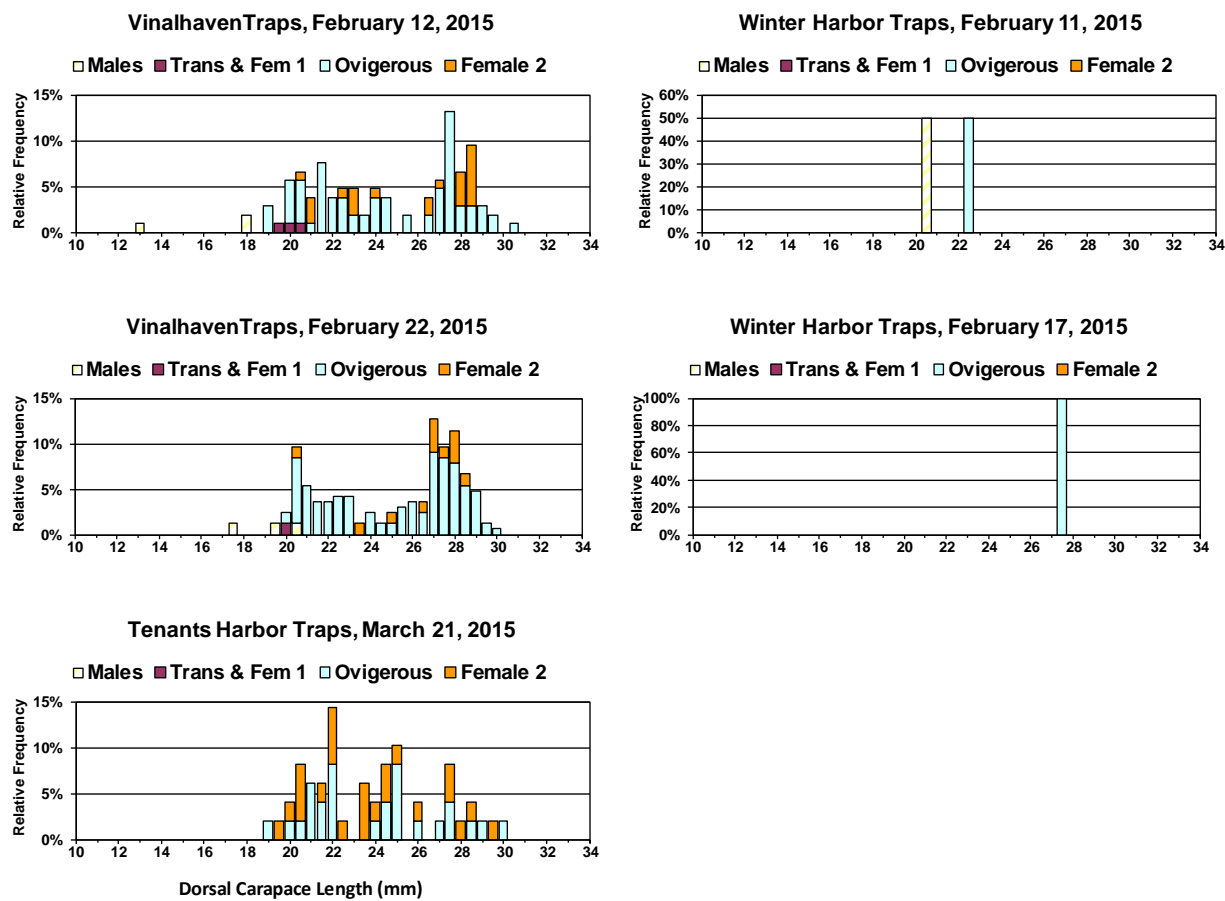 VinalhavenTraps, February 12, 2015
Males Trans & Fem 1 Ovigerous Female 2
Relative Frequency
15%
10%
5%
0%
10 12 14 16 18 20 22 24 26 28 30 32 34
Winter Harbor Traps, February 11, 2015
Males Trans & Fem 1 Ovigerous Female 2
Relative Frequency
60%
50%
40%
30%
20%
10%
0%
10 12 14 16 18 20 22 24 26 28 30 32 34
VinalhavenTraps, February 22, 2015
Males Trans & Fem 1 Ovigerous Female 2
Relative Frequency
15%
10%
5%
0%
10 12 14 16 18 20 22 24 26 28 30 32 34
Winter Harbor Traps, February 17, 2015
Males Trans & Fem 1 Ovigerous Female 2
Relative Frequency
100%
80%
60%
40%
20%
0%
10 12 14 16 18 20 22 24 26 28 30 32 34
Tenants Harbor Traps, March 21, 2015
Males Trans & Fem 1 Ovigerous Female 2
Relative Frequency
15%
10%
5%
0%
10 12 14 16 18 20 22 24 26 28 30 32 34
Dorsal Carapace Length (mm)